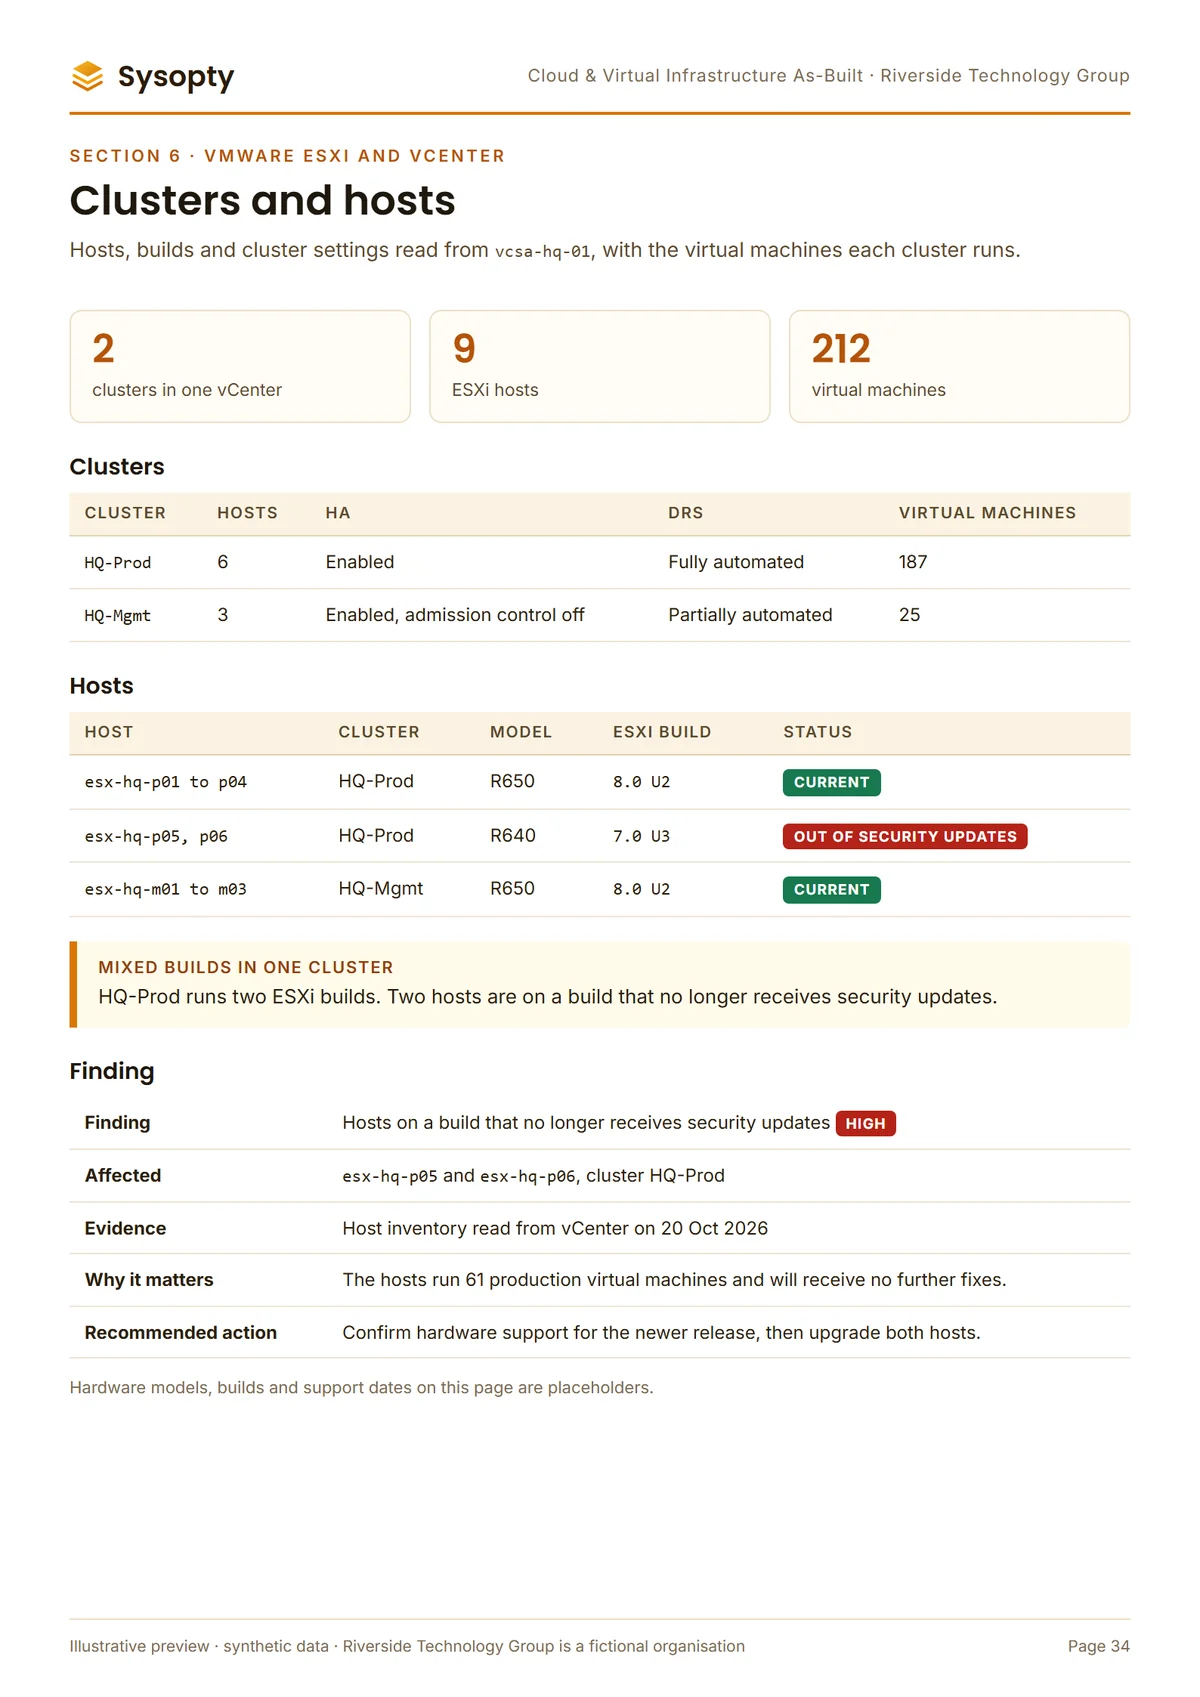 Sysopty
Cloud & Virtual Infrastructure As-Built · Riverside Technology Group
SECTION 6 · VMWARE ESXI AND VCENTER
Clusters and hosts
Hosts, builds and cluster settings read from vcsa-hq-01, with the virtual machines each cluster runs.
2
clusters in one vCenter
9
ESXi hosts
212
virtual machines
Clusters
CLUSTER HOSTS HA DRS VIRTUAL MACHINES
HQ-Prod 6 Enabled Fully automated 187
HQ-Mgmt 3 Enabled, admission control off Partially automated 25
Hosts
HOST CLUSTER MODEL ESXI BUILD STATUS
esx-hq-p01 to p04 HQ-Prod R650 8.0 U2 CURRENT
esx-hq-p05, p06 HQ-Prod R640 7.0 U3 OUT OF SECURITY UPDATES
esx-hq-m01 to m03 HQ-Mgmt R650 8.0 U2 CURRENT
MIXED BUILDS IN ONE CLUSTER
HQ-Prod runs two ESXi builds. Two hosts are on a build that no longer receives security updates.
Finding
Finding Hosts on a build that no longer receives security updates HIGH
Affected esx-hq-p05 and esx-hq-p06, cluster HQ-Prod
Evidence Host inventory read from vCenter on 20 Oct 2026
Why it matters The hosts run 61 production virtual machines and will receive no further fixes.
Recommended action Confirm hardware support for the newer release, then upgrade both hosts.
Hardware models, builds and support dates on this page are placeholders.
Illustrative preview · synthetic data · Riverside Technology Group is a fictional organisation
Page 34